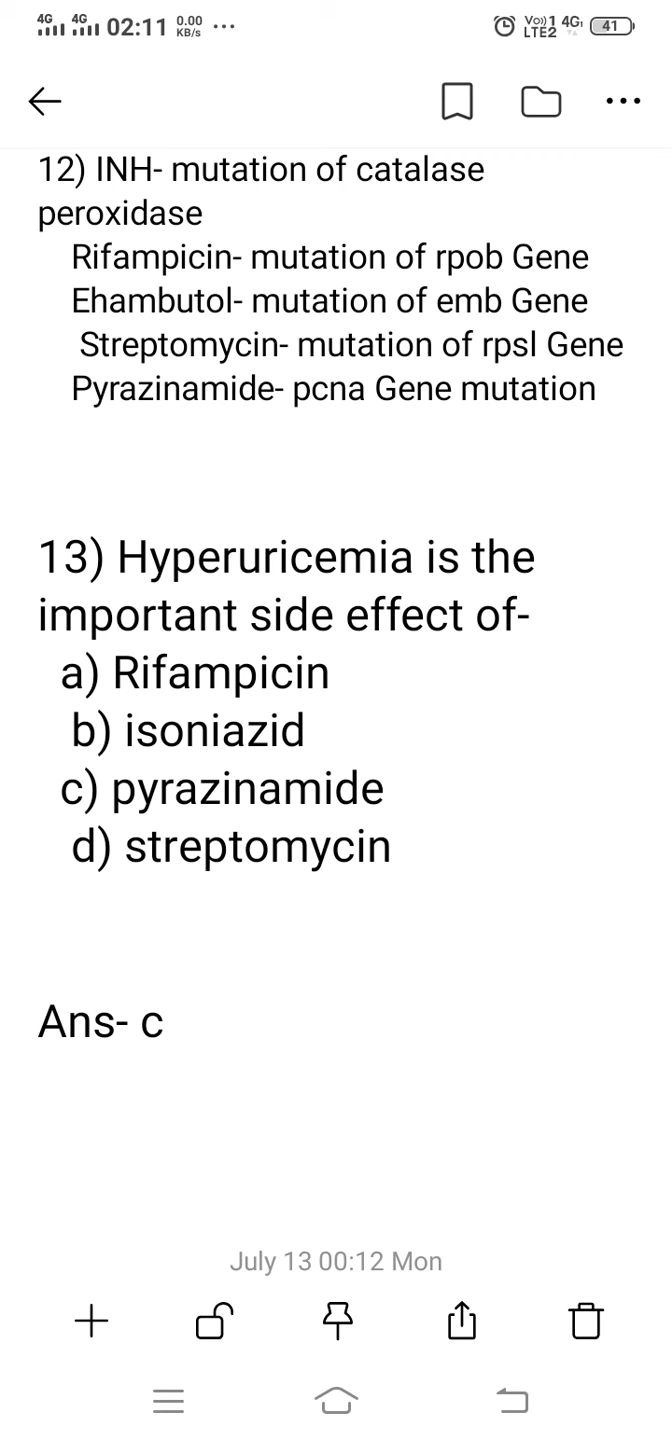 4G 4G 02:11 0.00 KB/s ... Vo)) 1 4G LTE2 41
12) INH- mutation of catalase
peroxidase
Rifampicin- mutation of rpob Gene
Ehambutol- mutation of emb Gene
Streptomycin- mutation of rpsl Gene
Pyrazinamide- pcna Gene mutation
13) Hyperuricemia is the
important side effect of-
a) Rifampicin
b) isoniazid
c) pyrazinamide
d) streptomycin
Ans- c
July 13 00:12 Mon